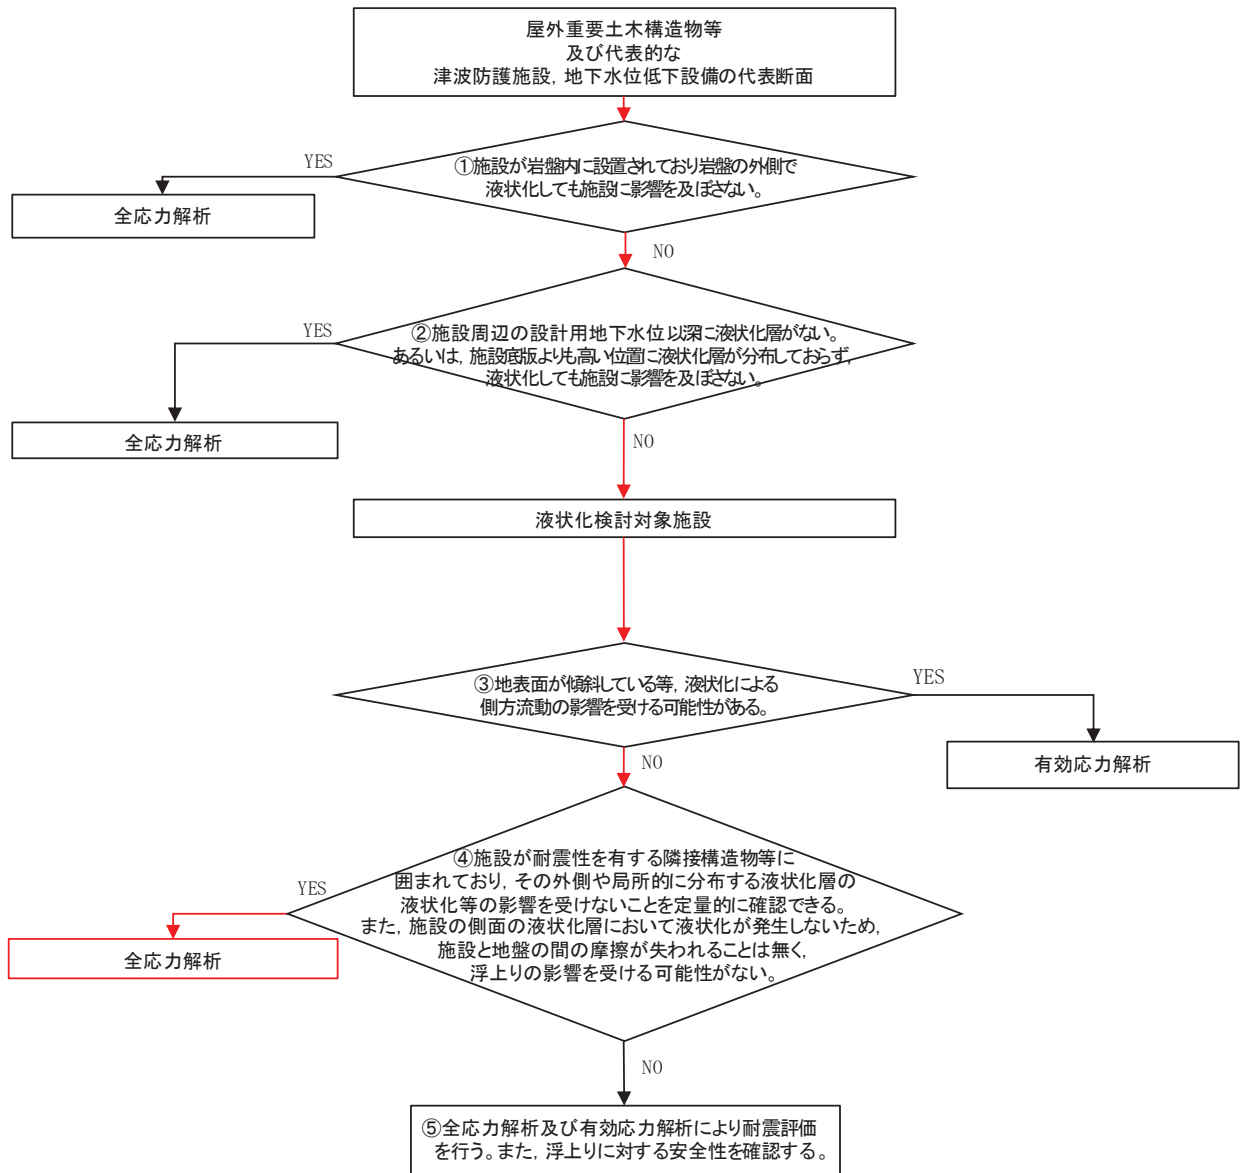 屋外重要土木構造物等
及び代表的な
津波防護施設，地下水位低下設備の代表断面
①施設が岩盤内に設置されており岩盤の外側で
液状化しても施設に影響を及ぼさない。
YES
全応力解析
NO
②施設周辺の設計用地下水位以深に液状化層がない。
あるいは，施設底版よりも高い位置に液状化層が分布しておらず，
液状化しても施設に影響を及ぼさない。
YES
全応力解析
NO
液状化検討対象施設
③地表面が傾斜している等，液状化による
側方流動の影響を受ける可能性がある。
YES
有効応力解析
NO
④施設が耐震性を有する隣接構造物等に
囲まれており，その外側や局所的に分布する液状化層の
液状化等の影響を受けないことを定量的に確認できる。
また，施設の側面の液状化層において液状化が発生しないため，
施設と地盤の間の摩擦が失われることは無く，
浮上りの影響を受ける可能性がない。
YES
全応力解析
NO
⑤全応力解析及び有効応力解析により耐震評価
を行う。また，浮上りに対する安全性を確認する。